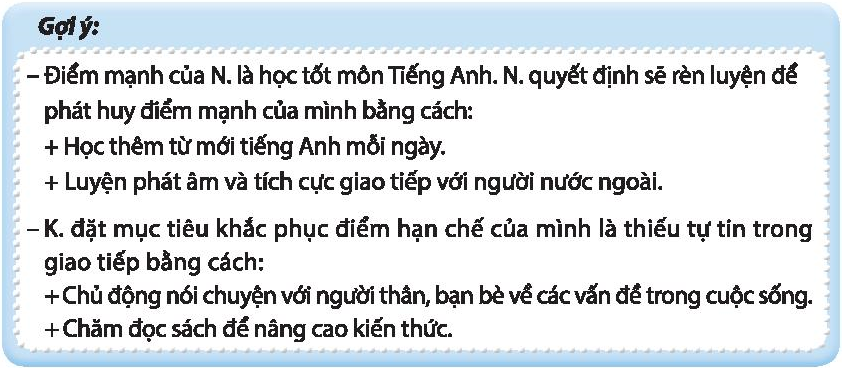 Gợi ý:
– Điểm mạnh của N. là học tốt môn Tiếng Anh. N. quyết định sẽ rèn luyện để
phát huy điểm mạnh của mình bằng cách:
+ Học thêm từ mới tiếng Anh mỗi ngày.
+ Luyện phát âm và tích cực giao tiếp với người nước ngoài.
– K. đặt mục tiêu khắc phục điểm hạn chế của mình là thiếu tự tin trong
giao tiếp bằng cách:
+ Chủ động nói chuyện với người thân, bạn bè về các vấn đề trong cuộc sống.
+ Chăm đọc sách để nâng cao kiến thức.